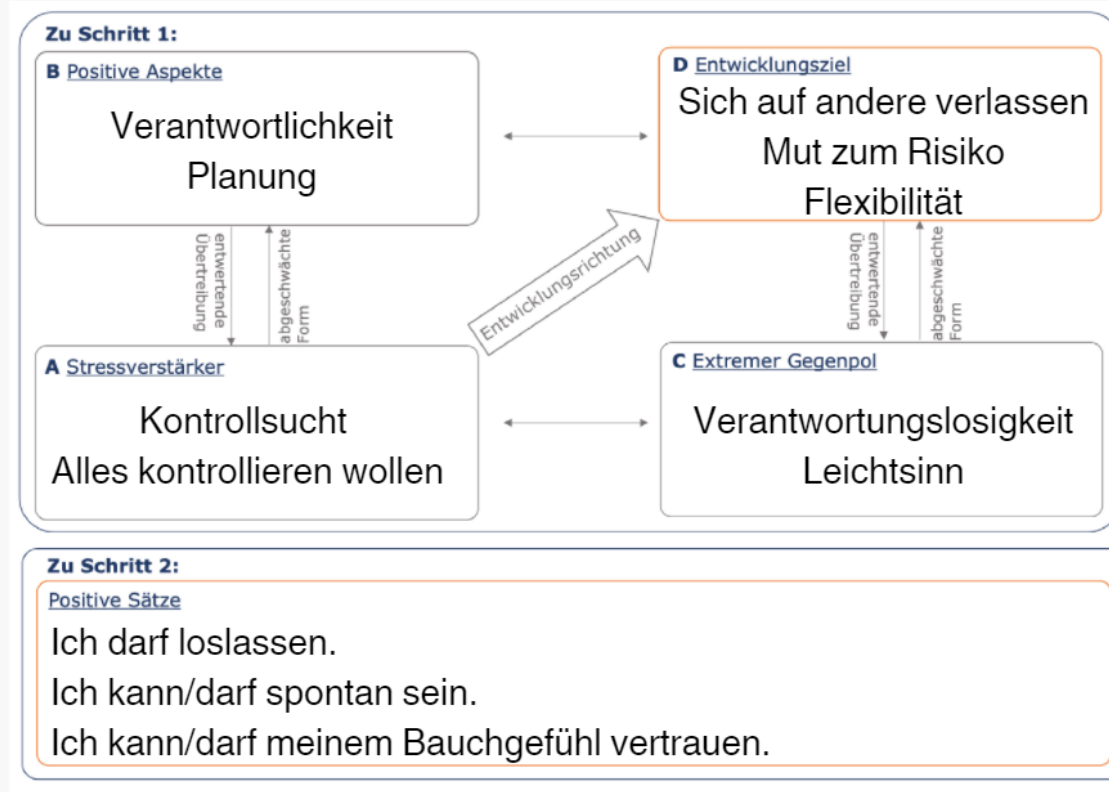 Zu Schritt 1:
B Positive Aspekte
Verantwortlichkeit
Planung
D Entwicklungsziel
Sich auf andere verlassen
Mut zum Risiko
Flexibilität
entwertende
Übertreibung
abgeschwächte
Form
Entwicklungsrichtung
entwertende
Übertreibung
abgeschwächte
Form
A Stressverstärker
Kontrollsucht
Alles kontrollieren wollen
C Extremer Gegenpol
Verantwortungslosigkeit
Leichtsinn
Zu Schritt 2:
Positive Sätze
Ich darf loslassen.
Ich kann/darf spontan sein.
Ich kann/darf meinem Bauchgefühl vertrauen.